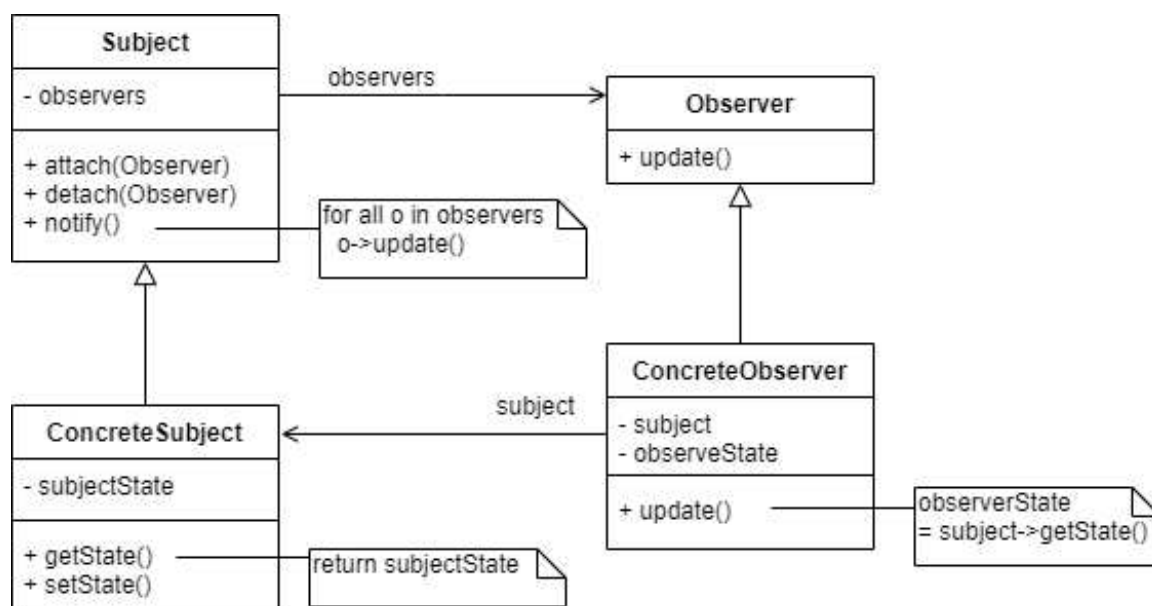 Subject
- observers
+ attach(Observer)
+ detach(Observer)
+ notify()
observers
for all o in observers
o->update()
Observer
+ update()
ConcreteSubject
- subjectState
+ getState()
+ setState()
return subjectState
subject
ConcreteObserver
- subject
- observeState
+ update()
observerState
= subject->getState()